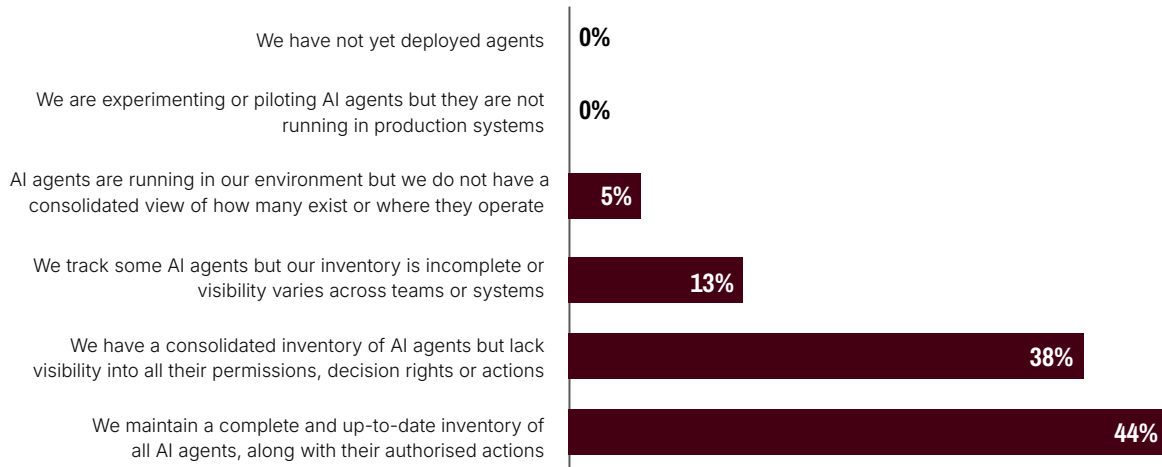 We have not yet deployed agents
0%
We are experimenting or piloting AI agents but they are not
running in production systems
0%
AI agents are running in our environment but we do not have a
consolidated view of how many exist or where they operate
5%
We track some AI agents but our inventory is incomplete or
visibility varies across teams or systems
13%
We have a consolidated inventory of AI agents but lack
visibility into all their permissions, decision rights or actions
38%
We maintain a complete and up-to-date inventory of
all AI agents, along with their authorised actions
44%